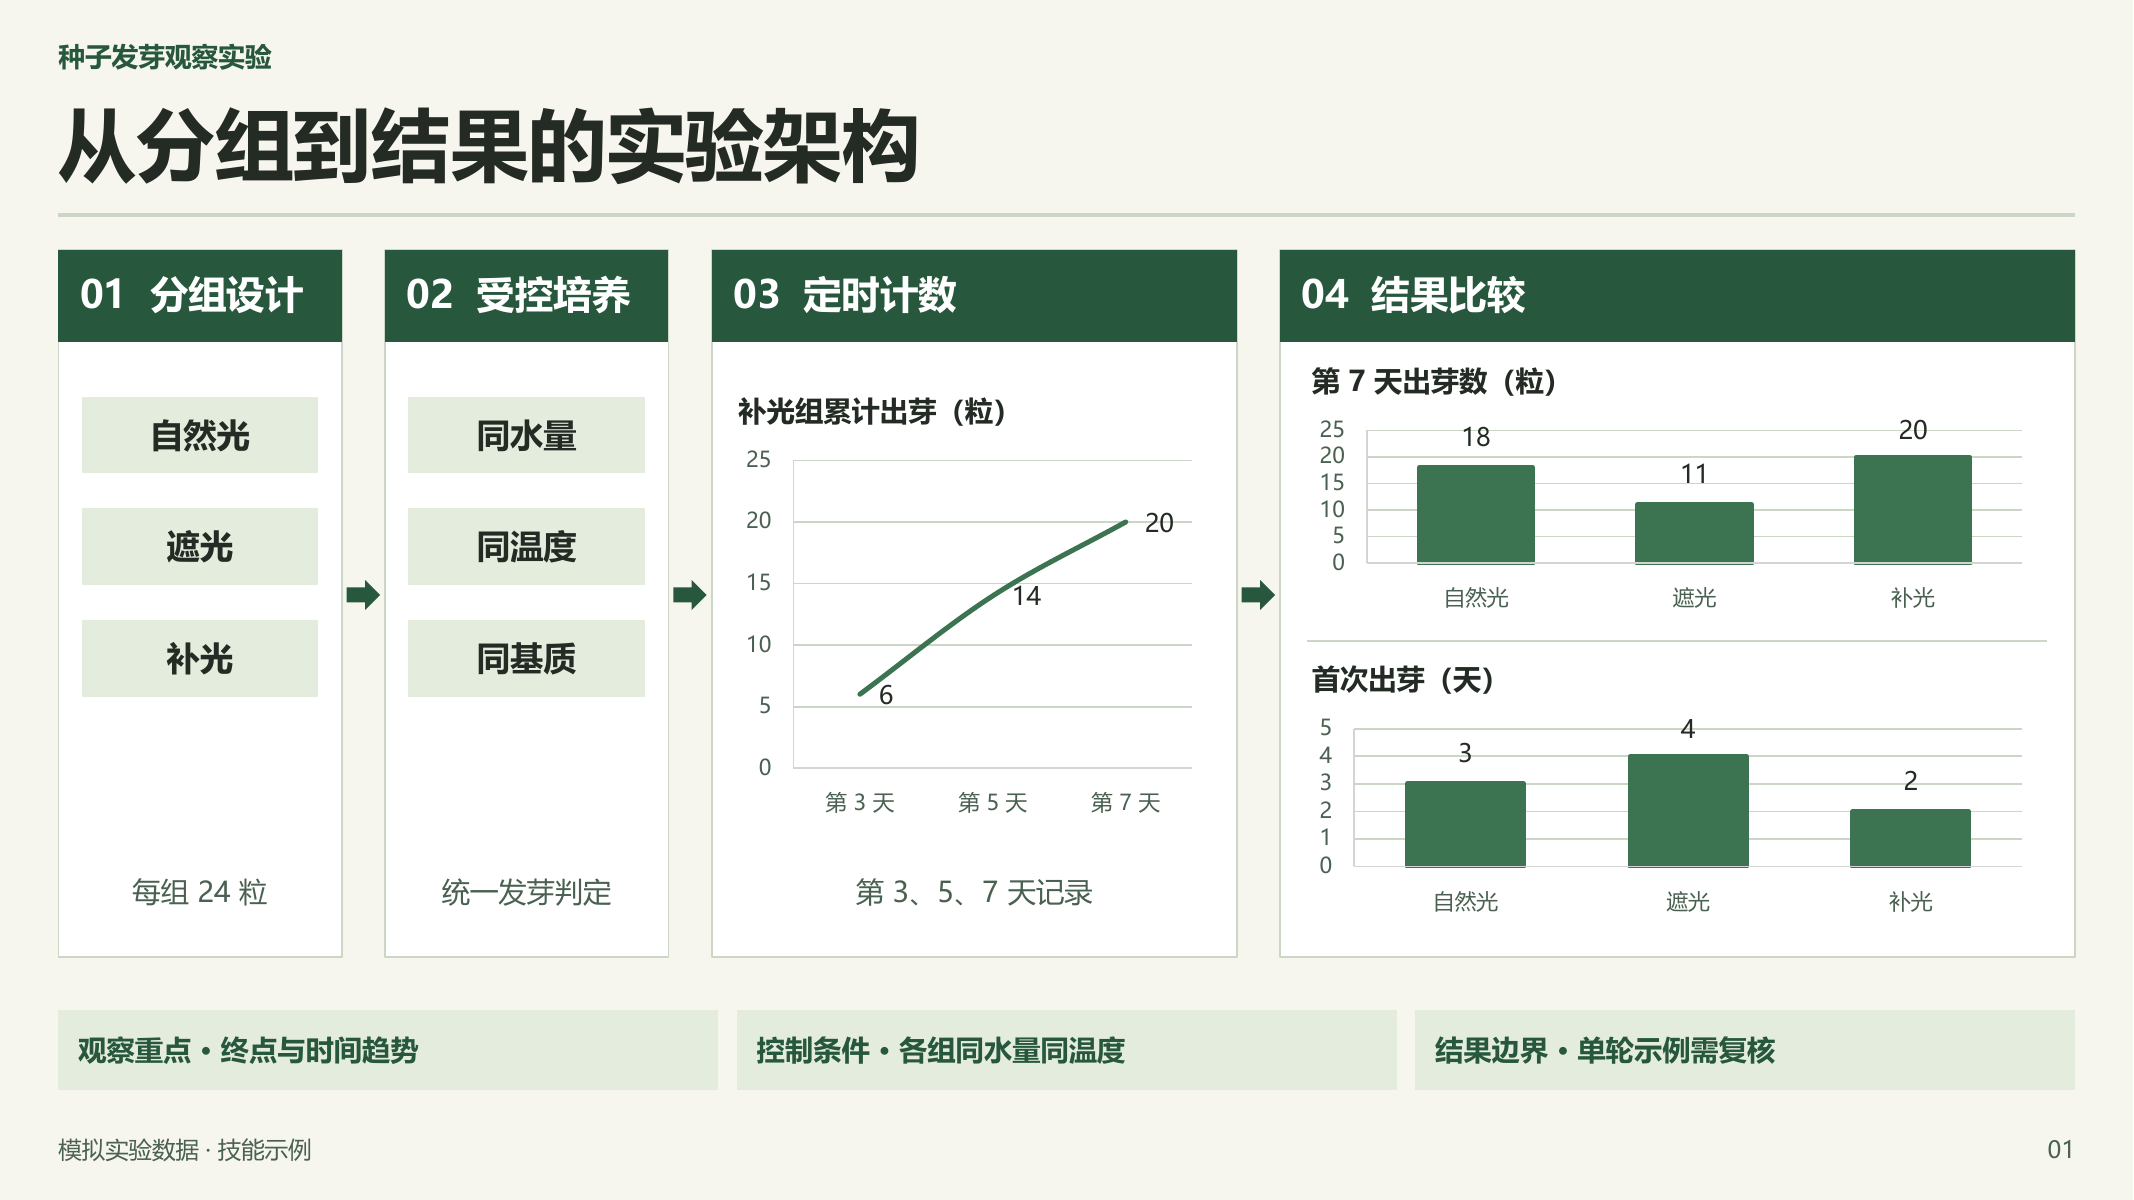 种子发芽观察实验
从分组到结果的实验架构
01 分组设计
自然光
遮光
补光
每组 24 粒
02 受控培养
同水量
同温度
同基质
统一发芽判定
03 定时计数
补光组累计出芽（粒）
25
20
15
10
5
0
6
14
20
第 3 天
第 5 天
第 7 天
第 3、5、7 天记录
04 结果比较
第 7 天出芽数（粒）
25
20
15
10
5
0
18
11
20
自然光
遮光
补光
首次出芽（天）
5
4
3
2
1
0
3
4
2
自然光
遮光
补光
观察重点·终点与时间趋势
控制条件·各组同水量同温度
结果边界·单轮示例需复核
模拟实验数据 · 技能示例
01